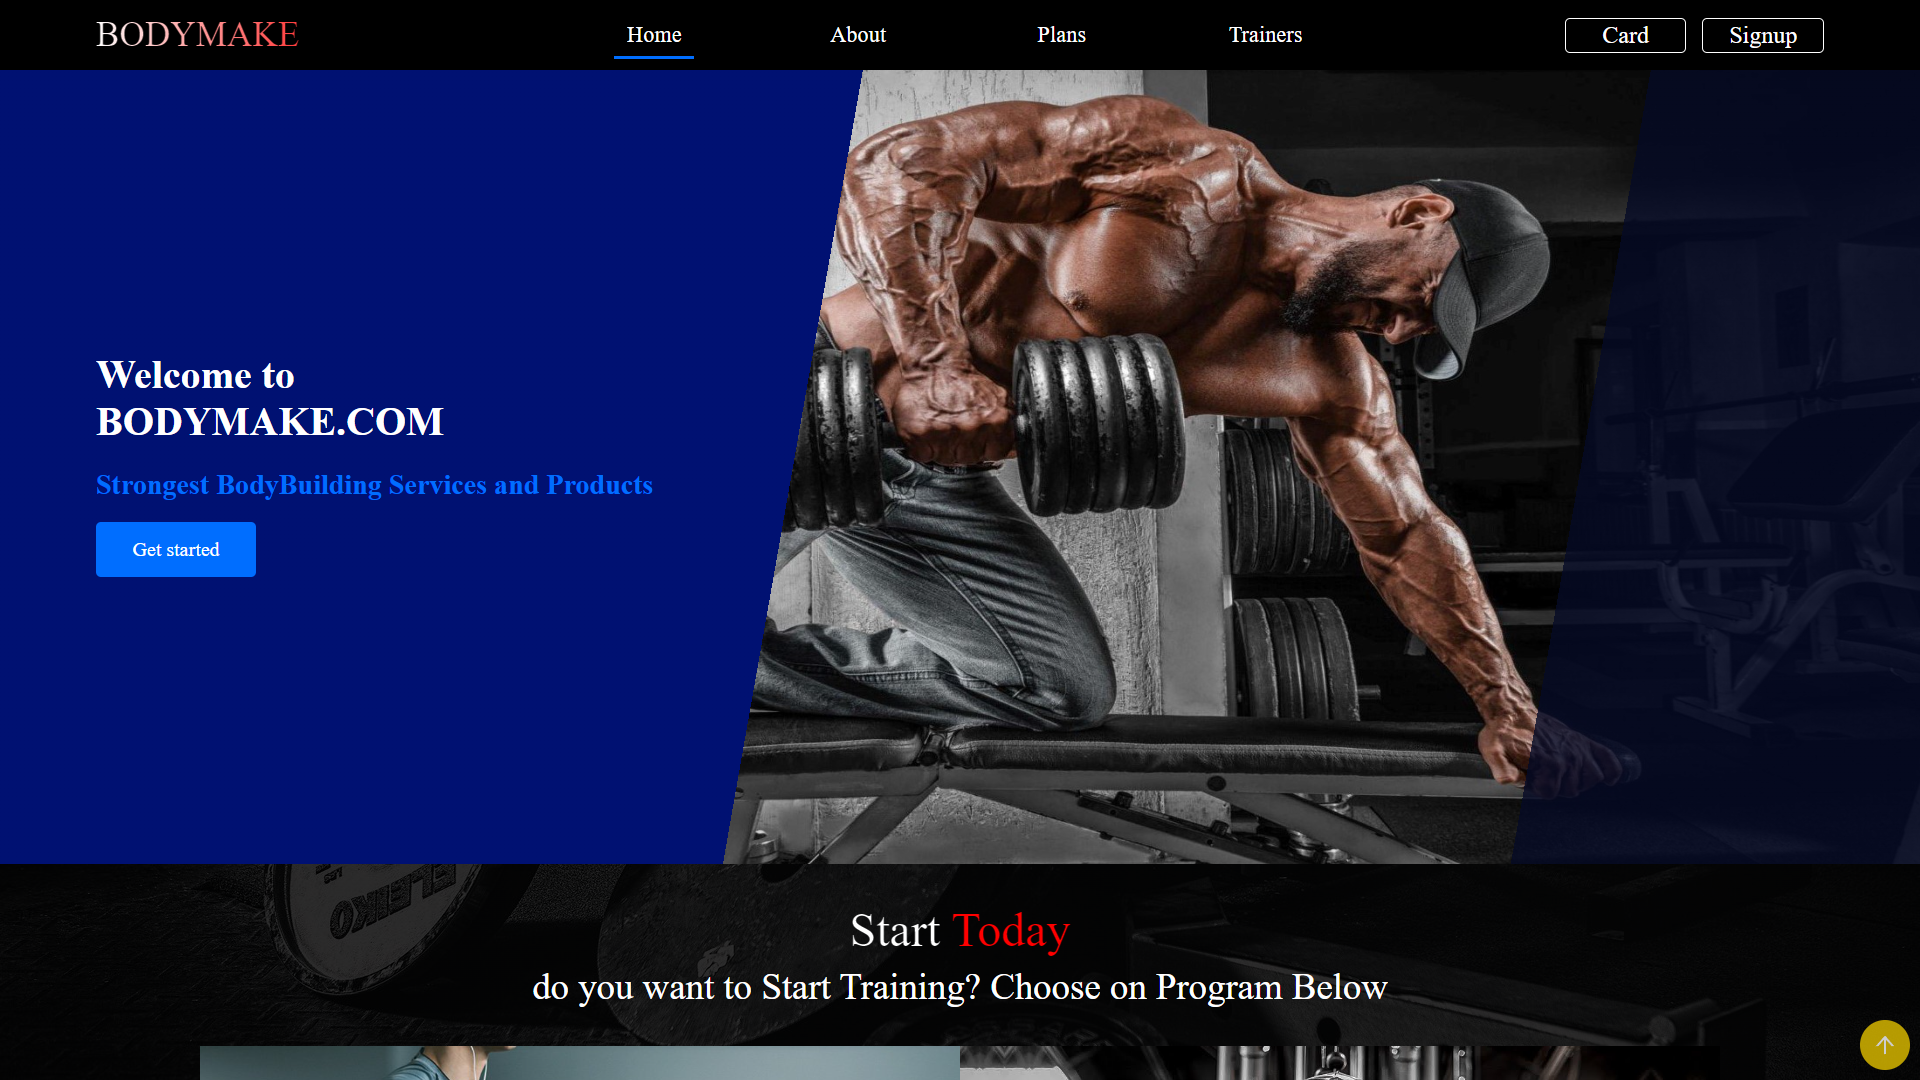 BODYMAKE
Home
About
Plans
Trainers
Card
Signup
Welcome to
BODYMAKE.COM
Strongest BodyBuilding Services and Products
Get started
ELEIKO
Start Today
do you want to Start Training? Choose on Program Below